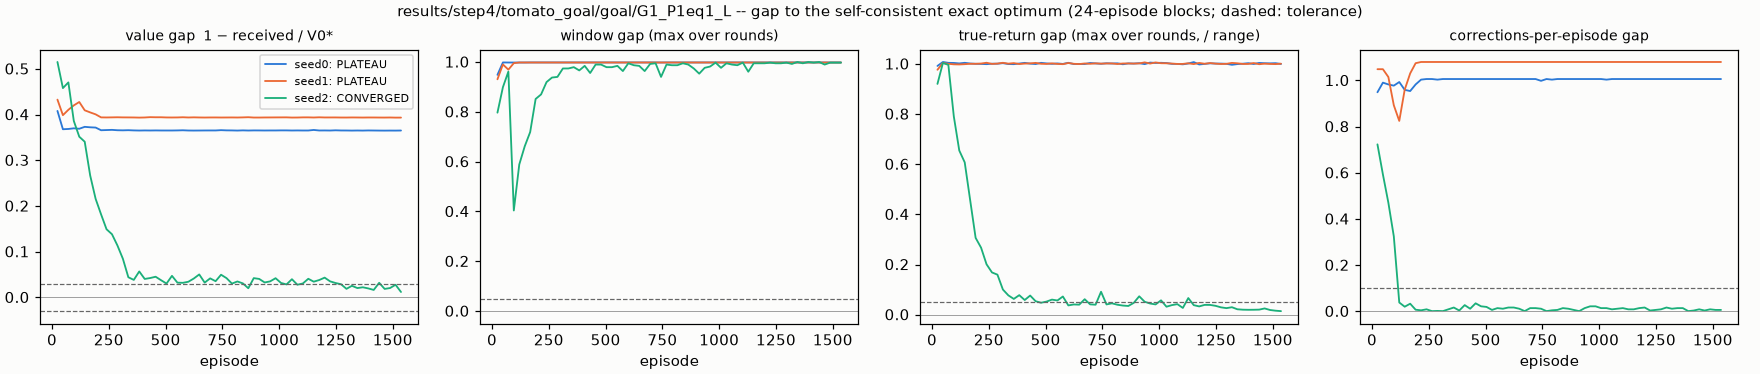 results/step4/tomato_goal/goal/G1_P1eq1_L -- gap to the self-consistent exact optimum (24-episode blocks; dashed: tolerance)
value gap  1 − received / V0*
0.5
0.4
0.3
0.2
0.1
0.0
seed0: PLATEAU
seed1: PLATEAU
seed2: CONVERGED
0 250 500 750 1000 1250 1500
episode
window gap (max over rounds)
1.0
0.8
0.6
0.4
0.2
0.0
0 250 500 750 1000 1250 1500
episode
true-return gap (max over rounds, / range)
1.0
0.8
0.6
0.4
0.2
0.0
0 250 500 750 1000 1250 1500
episode
corrections-per-episode gap
1.0
0.8
0.6
0.4
0.2
0.0
0 250 500 750 1000 1250 1500
episode